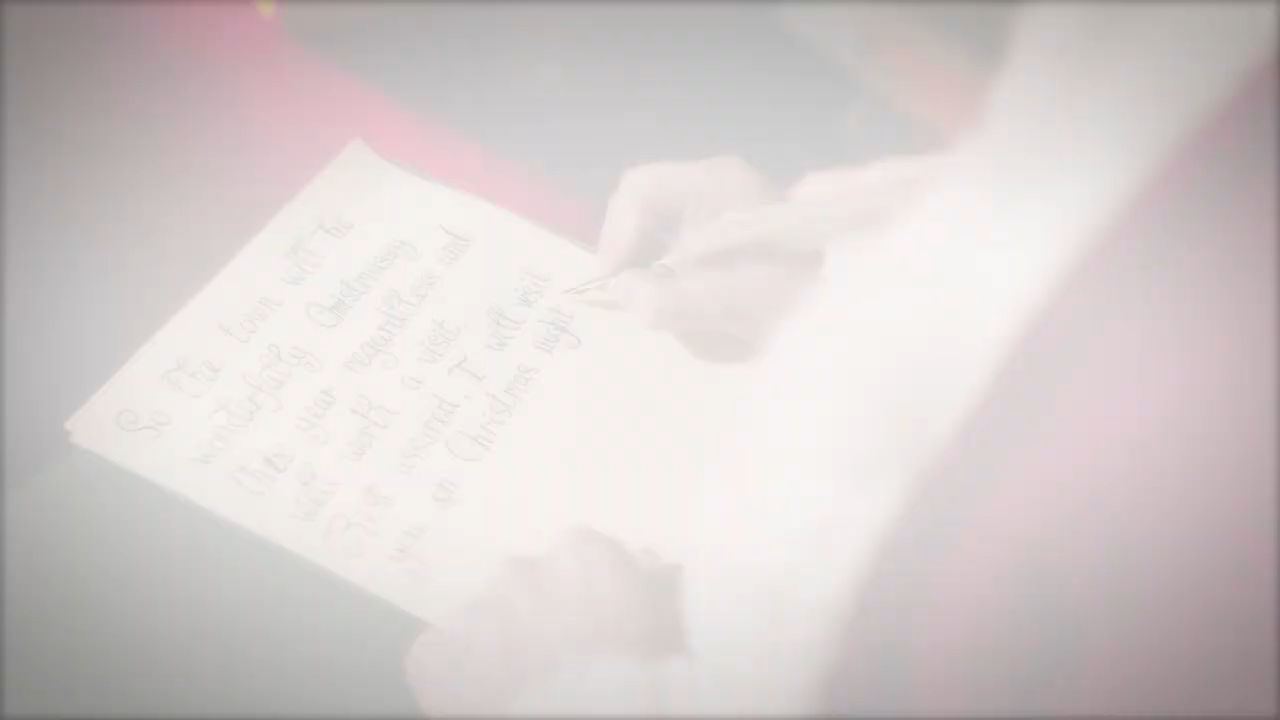 So the town will be
wonderfully Christmassy
this year regardless and
well worth a visit.
Rest assured, I will visit
you on Christmas night